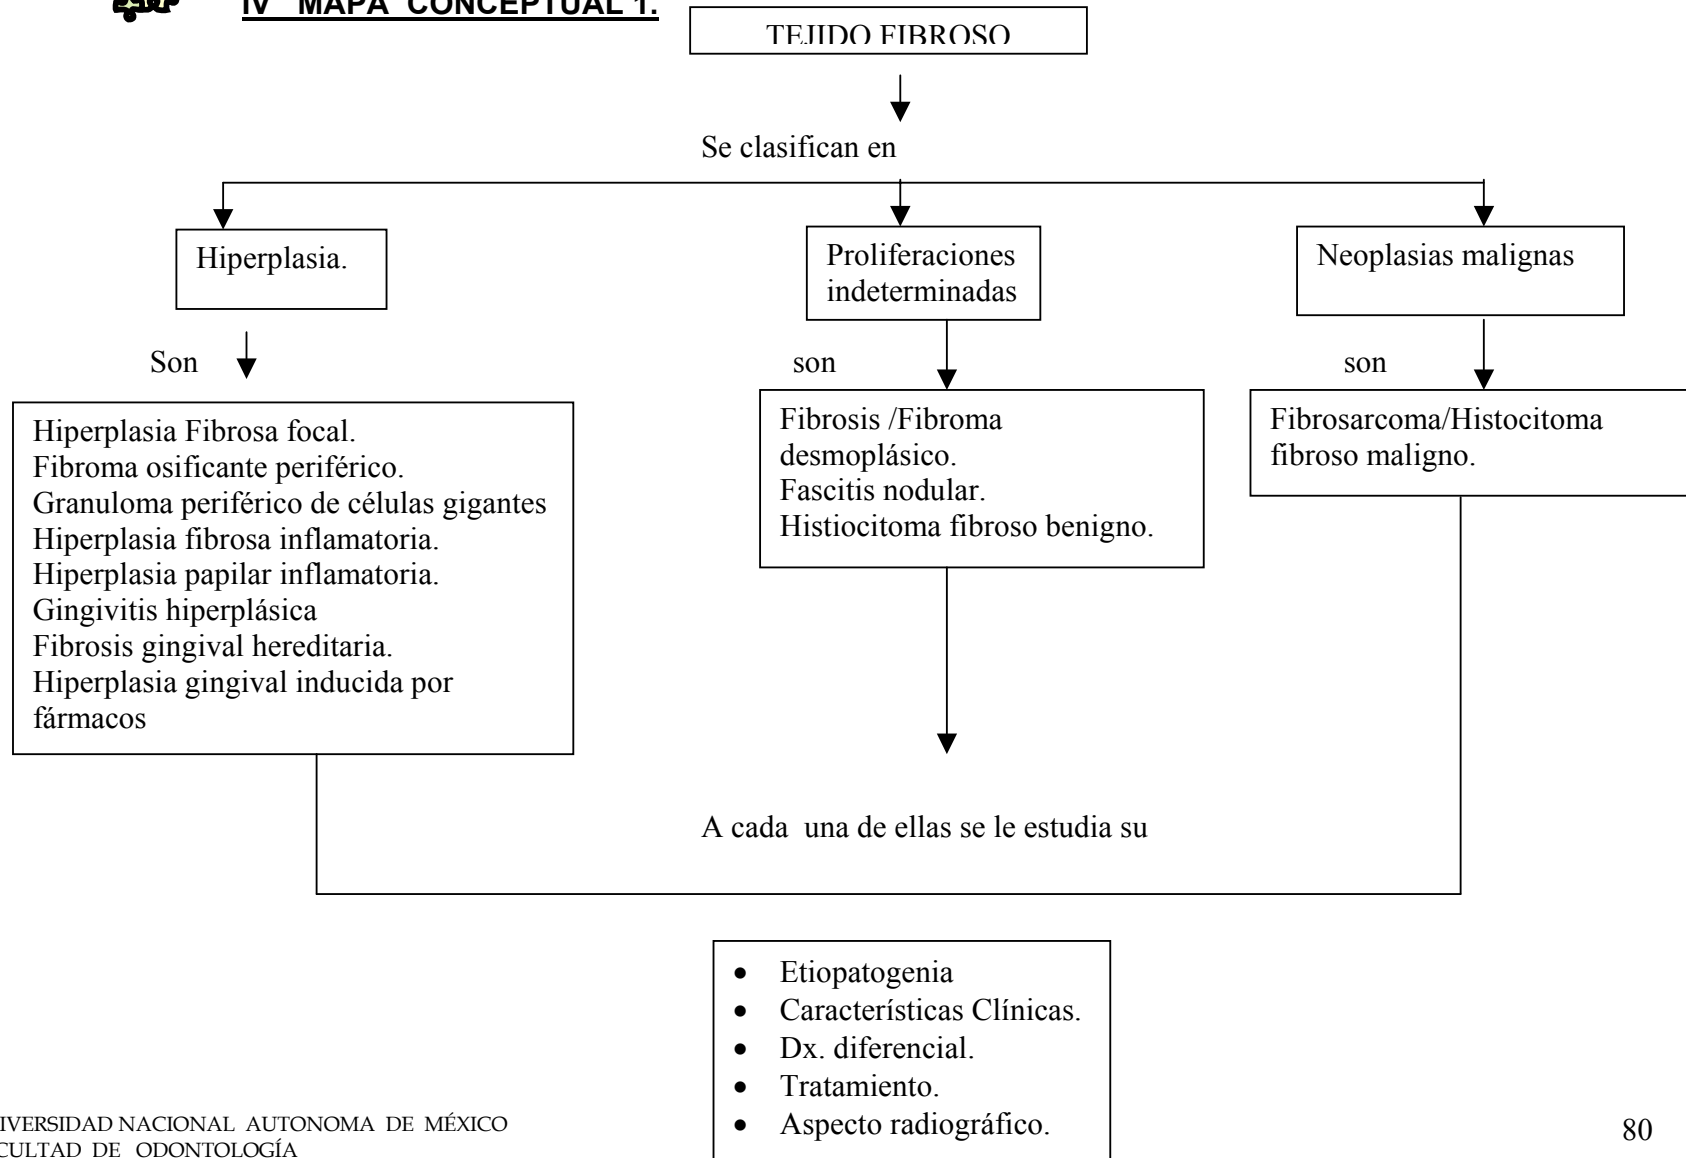 IV MAPA CONCEPTUAL 1.
TEJIDO FIBROSO
Se clasifican en
Hiperplasia.
Proliferaciones
indeterminadas
Neoplasias malignas
Son
son
son
Hiperplasia Fibrosa focal.
Fibroma osificante periférico.
Granuloma periférico de células gigantes
Hiperplasia fibrosa inflamatoria.
Hiperplasia papilar inflamatoria.
Gingivitis hiperplásica
Fibrosis gingival hereditaria.
Hiperplasia gingival inducida por
fármacos
Fibrosis /Fibroma
desmoplásico.
Fascitis nodular.
Histiocitoma fibroso benigno.
Fibrosarcoma/Histocitoma
fibroso maligno.
A cada una de ellas se le estudia su
• Etiopatogenia
• Característícas Clínicas.
• Dx. diferencial.
• Tratamiento.
• Aspecto radiográfico.
IVERSIDAD NACIONAL AUTONOMA DE MÉXICO
CULTAD DE ODONTOLOGÍA
80